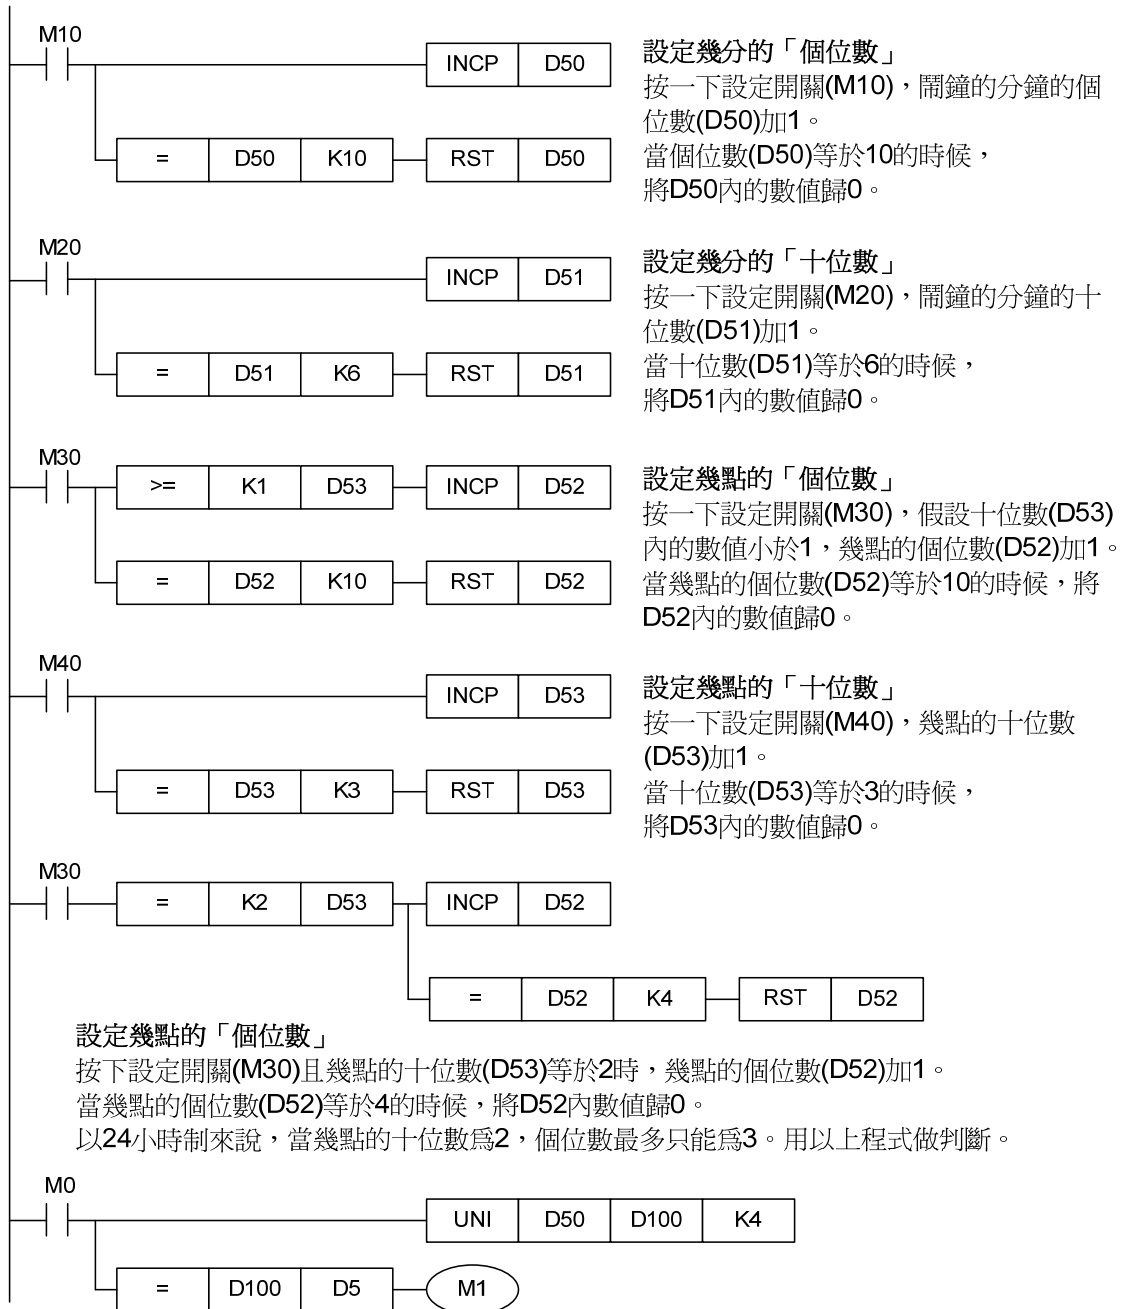 M10
INCP D50
= D50 K10 RST D50
設定幾分的「個位數」
按一下設定開關(M10)，鬧鐘的分鐘的個
位數(D50)加1。
當個位數(D50)等於10的時候，
將D50內的數值歸0。
M20
INCP D51
= D51 K6 RST D51
設定幾分的「十位數」
按一下設定開關(M20)，鬧鐘的分鐘的十
位數(D51)加1。
當十位數(D51)等於6的時候，
將D51內的數值歸0。
M30
>= K1 D53 INCP D52
= D52 K10 RST D52
設定幾點的「個位數」
按一下設定開關(M30)，假設十位數(D53)
內的數值小於1，幾點的個位數(D52)加1。
當幾點的個位數(D52)等於10的時候，將
D52內的數值歸0。
M40
INCP D53
= D53 K3 RST D53
設定幾點的「十位數」
按一下設定開關(M40)，幾點的十位數
(D53)加1。
當十位數(D53)等於3的時候，
將D53內的數值歸0。
M30
= K2 D53 INCP D52
= D52 K4 RST D52
設定幾點的「個位數」
按下設定開關(M30)且幾點的十位數(D53)等於2時，幾點的個位數(D52)加1。
當幾點的個位數(D52)等於4的時候，將D52內數值歸0。
以24小時制來說，當幾點的十位數爲2，個位數最多只能爲3。用以上程式做判斷。
M0
UNI D50 D100 K4
= D100 D5 M1